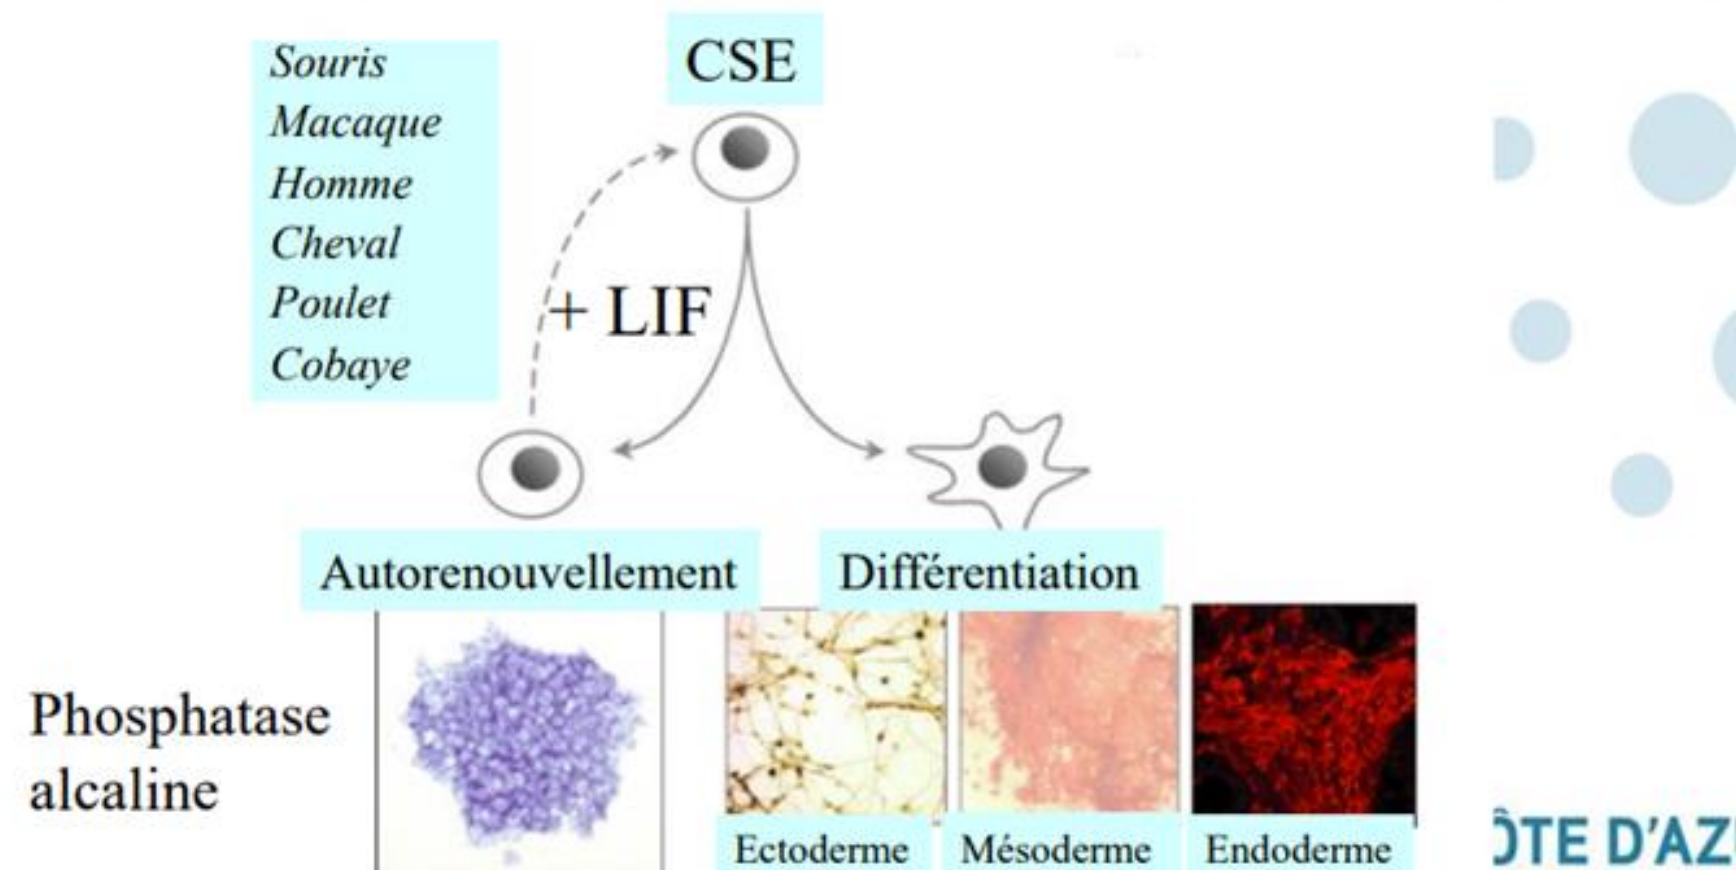 Souris
Macaque
Homme
Cheval
Poulet
Cobaye
CSE
+ LIF
Autorenouvellement
Différentiation
Phosphatase
alcaline
Ectoderme
Mésoderme
Endoderme
ÔTE D'AZ